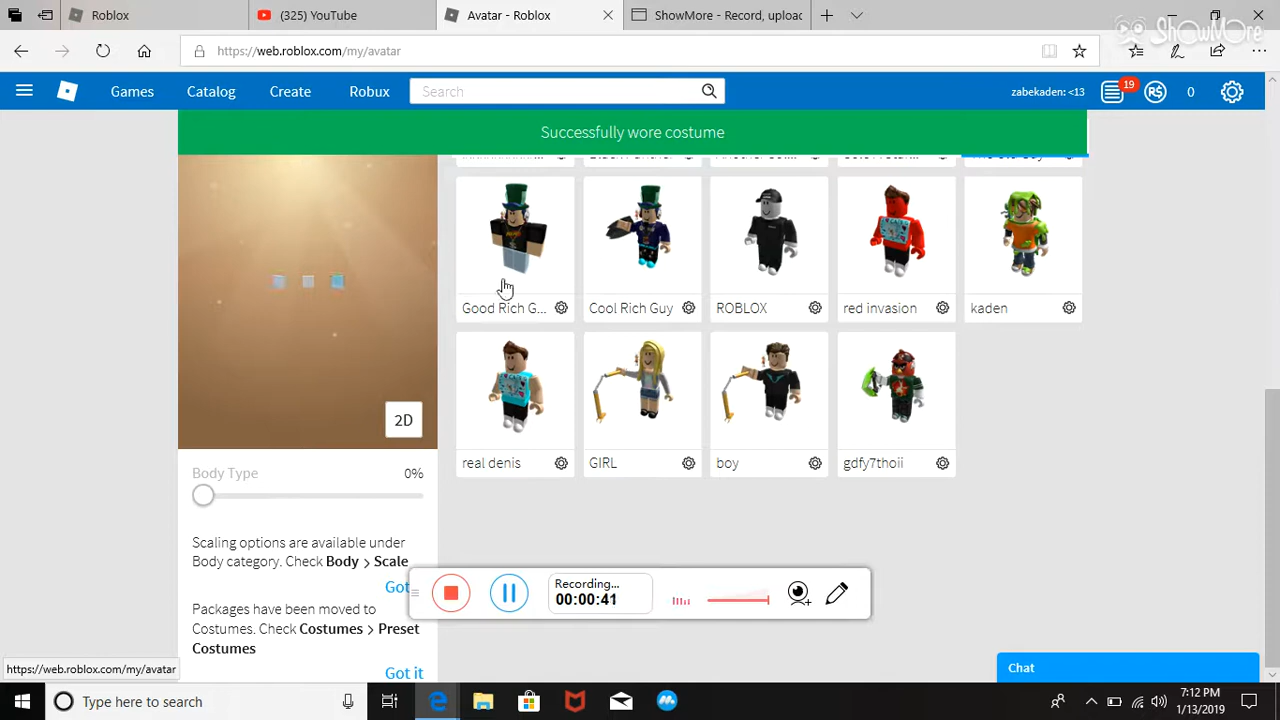 Roblox
(325) YouTube
Avatar - Roblox
ShowMore - Record, upload
ShowMore
https://web.roblox.com/my/avatar
Games
Catalog
Create
Robux
Search
zabekaden: <13
19
R$
0
Successfully wore costume
Good Rich G...
Cool Rich Guy
ROBLOX
red invasion
kaden
2D
real denis
GIRL
boy
gdfy7thoii
Body Type
0%
Scaling options are available under
Body category. Check Body > Scale
Got
Packages have been moved to
Costumes. Check Costumes > Preset
Costumes
Got it
Recording...
00:00:41
https://web.roblox.com/my/avatar
Chat
Type here to search
7:12 PM
1/13/2019